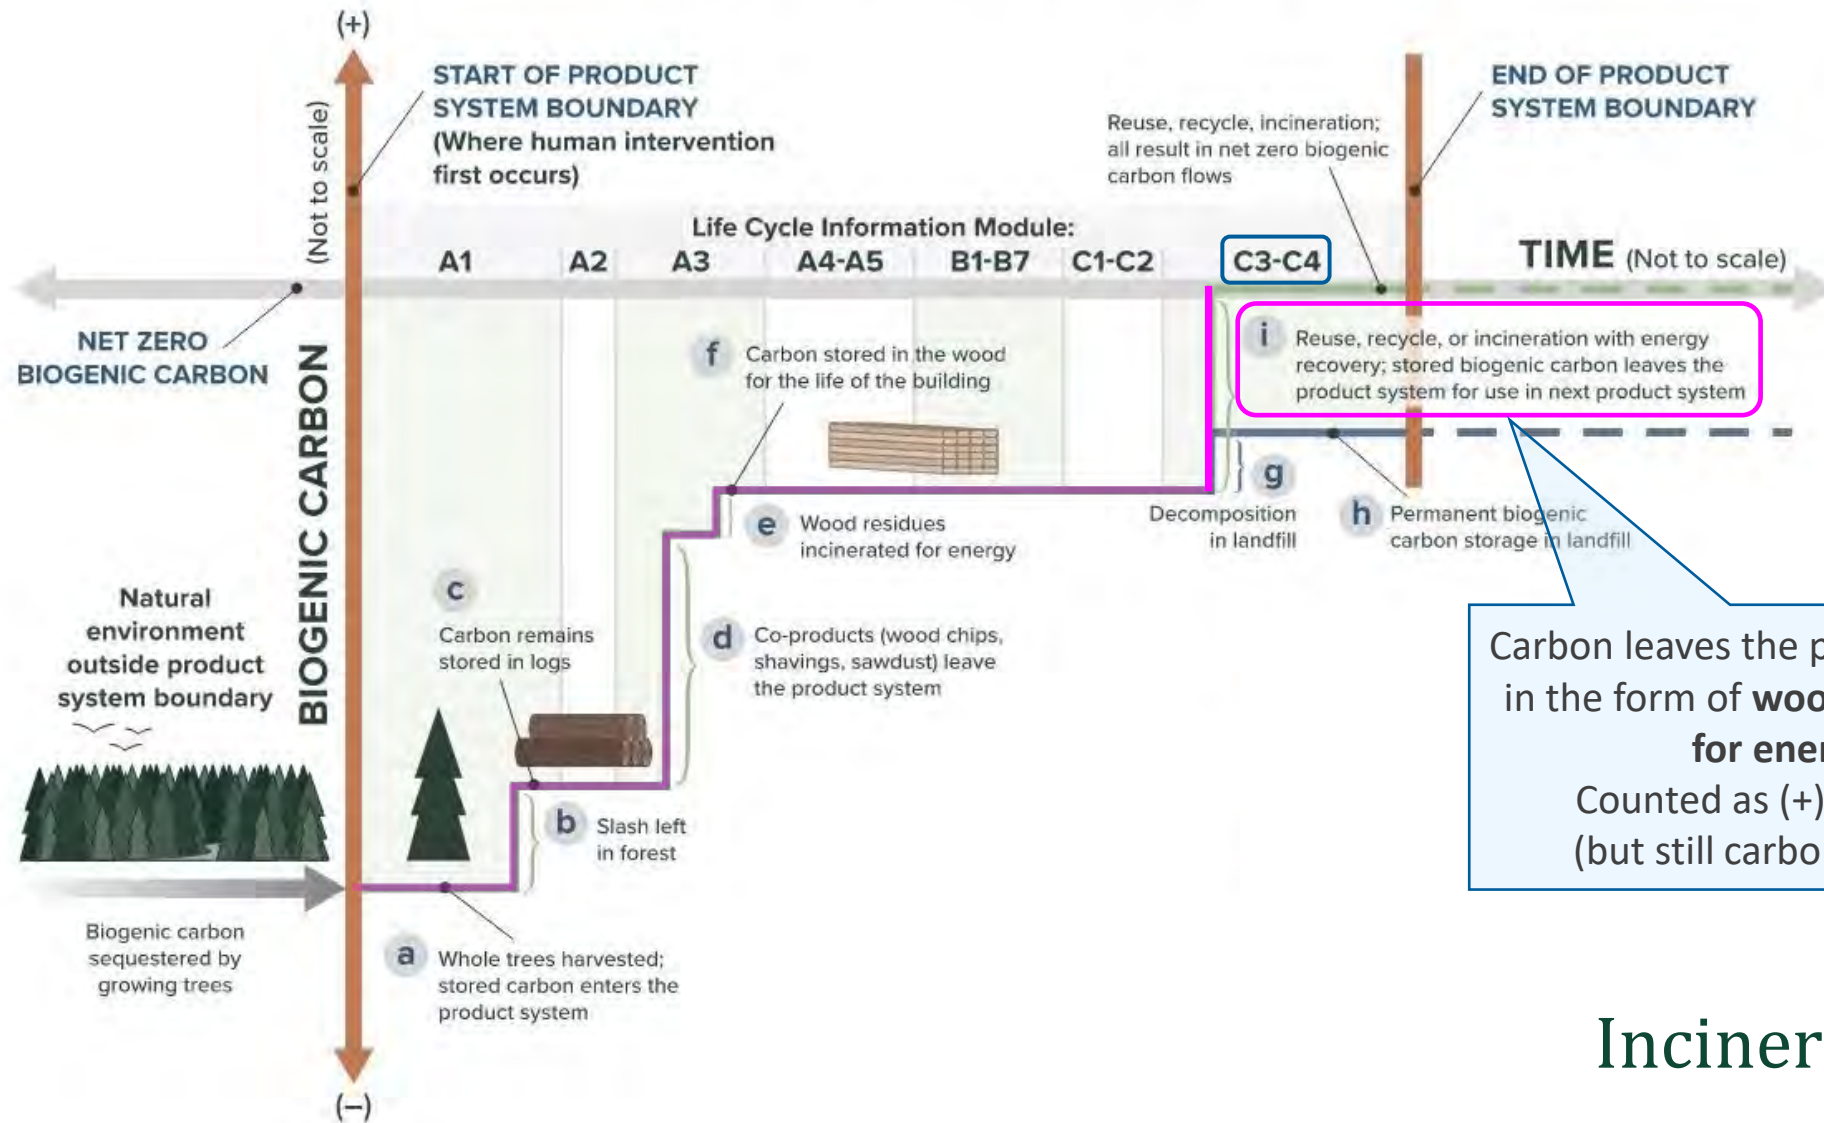 (+)
(Not to scale)
START OF PRODUCT
SYSTEM BOUNDARY
(Where human intervention
first occurs)
Reuse, recycle, incineration;
all result in net zero biogenic
carbon flows
END OF PRODUCT
SYSTEM BOUNDARY
Life Cycle Information Module:
A1 A2 A3 A4-A5 B1-B7 C1-C2 C3-C4
TIME (Not to scale)
NET ZERO
BIOGENIC CARBON
BIOGENIC CARBON
f Carbon stored in the wood
for the life of the building
i Reuse, recycle, or incineration with energy
recovery; stored biogenic carbon leaves the
product system for use in next product system
g
Decomposition
in landfill
h Permanent biogenic
carbon storage in landfill
e Wood residues
incinerated for energy
c
Carbon remains
stored in logs
d Co-products (wood chips,
shavings, sawdust) leave
the product system
Natural
environment
outside product
system boundary
b Slash left
in forest
Biogenic carbon
sequestered by
growing trees
a Whole trees harvested;
stored carbon enters the
product system
(−)
Carbon leaves the p
in the form of woo
for ener
Counted as (+)
(but still carbo
Inciner